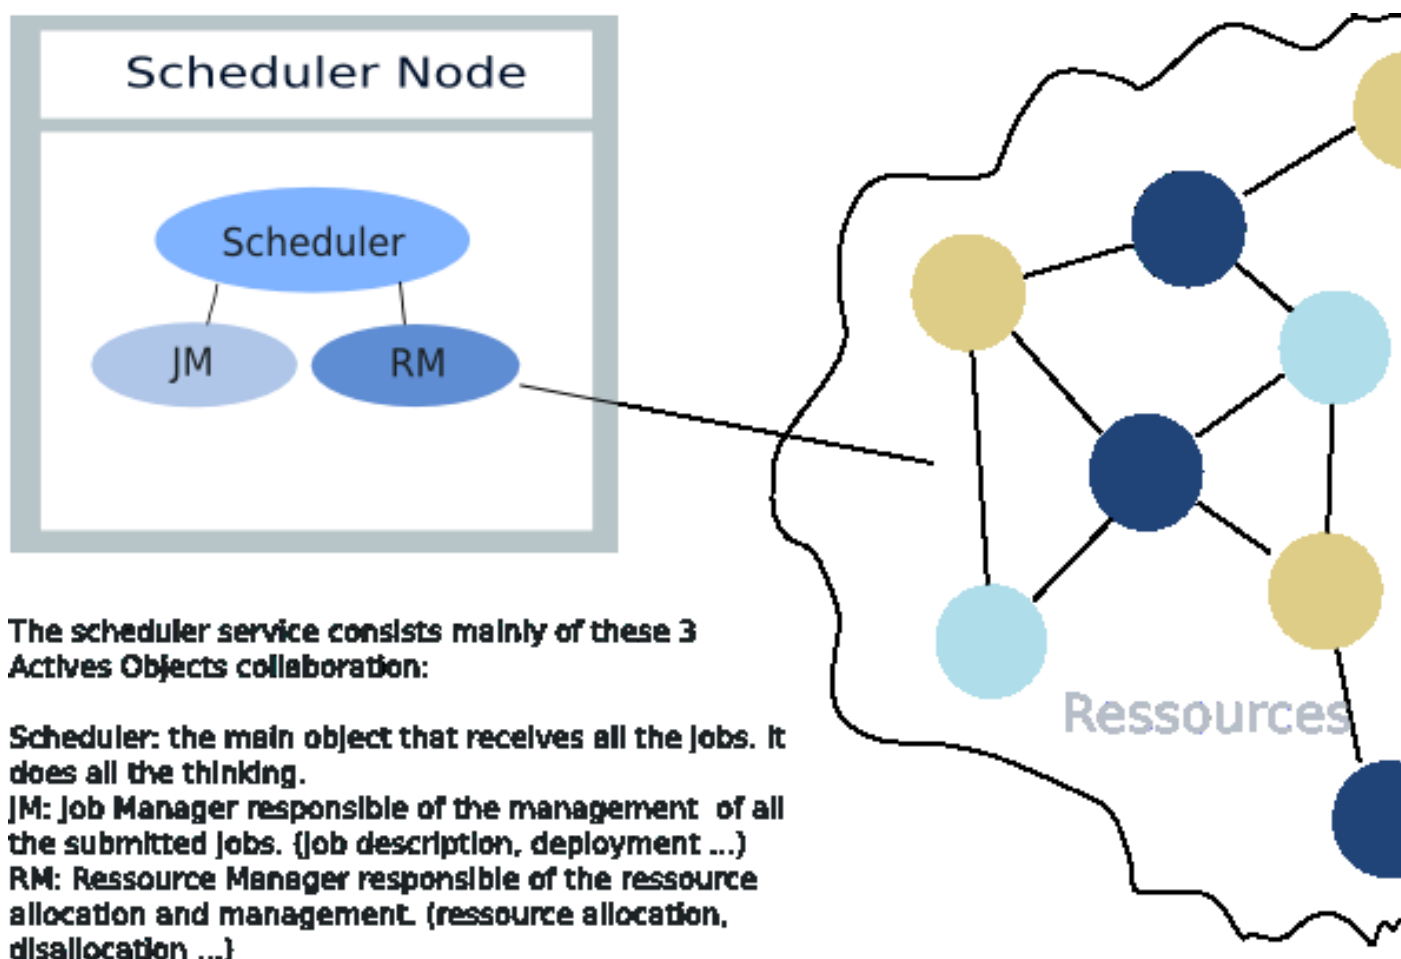 Scheduler Node
Scheduler
JM
RM
Ressources
The scheduler service consists mainly of these 3
Actives Objects collaboration:
Scheduler: the main object that receives all the jobs. It
does all the thinking.
JM: Job Manager responsible of the management of all
the submitted jobs. (job description, deployment ...)
RM: Ressource Manager responsible of the ressource
allocation and management. (ressource allocation,
disallocation ...)